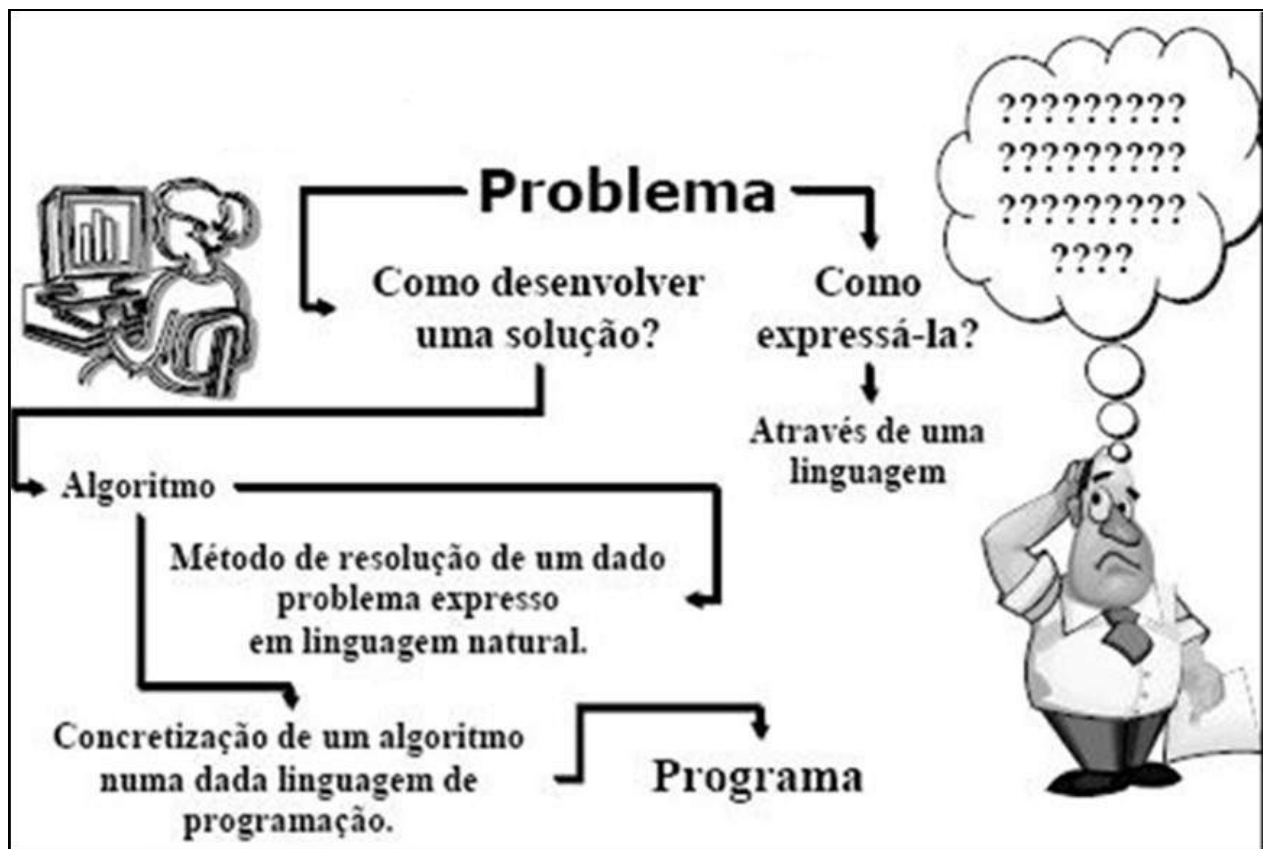 ?????????
?????????
?????????
????
Problema
Como desenvolver
uma solução?
Como
expressá-la?
Através de uma
linguagem
Algoritmo
Método de resolução de um dado
problema expresso
em linguagem natural.
Concretização de um algoritmo
numa dada linguagem de
programação.
Programa